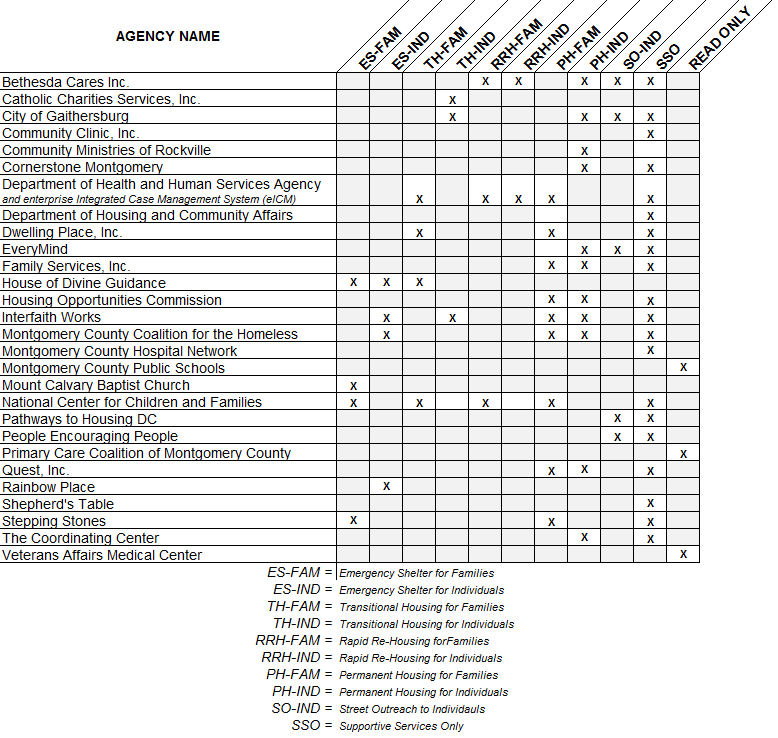 AGENCY NAME ES-FAM ES-IND TH-FAM TH-IND RRH-FAM RRH-IND PH-FAM PH-IND SO-IND SSO READ ONLY
Bethesda Cares Inc. X X X X X
Catholic Charities Services, Inc. X
City of Gaithersburg X X X X
Community Clinic, Inc. X
Community Ministries of Rockville X
Cornerstone Montgomery X X
Department of Health and Human Services Agency
and enterprise Integrated Case Management System (eICM) X X X X X
Department of Housing and Community Affairs X
Dwelling Place, Inc. X X X
EveryMind X X X
Family Services, Inc. X X X
House of Divine Guidance X X X
Housing Opportunities Commission X X X
Interfaith Works X X X X X
Montgomery County Coalition for the Homeless X X X X
Montgomery County Hospital Network X
Montgomery County Public Schools X
Mount Calvary Baptist Church X
National Center for Children and Families X X X X X
Pathways to Housing DC X X
People Encouraging People X X
Primary Care Coalition of Montgomery County X
Quest, Inc. X X X
Rainbow Place X
Shepherd's Table X
Stepping Stones X X X
The Coordinating Center X X
Veterans Affairs Medical Center X
ES-FAM = Emergency Shelter for Families
ES-IND = Emergency Shelter for Individuals
TH-FAM = Transitional Housing for Families
TH-IND = Transitional Housing for Individuals
RRH-FAM = Rapid Re-Housing forFamilies
RRH-IND = Rapid Re-Housing for Individuals
PH-FAM = Permanent Housing for Families
PH-IND = Permanent Housing for Individuals
SO-IND = Street Outreach to Individauls
SSO = Supportive Services Only